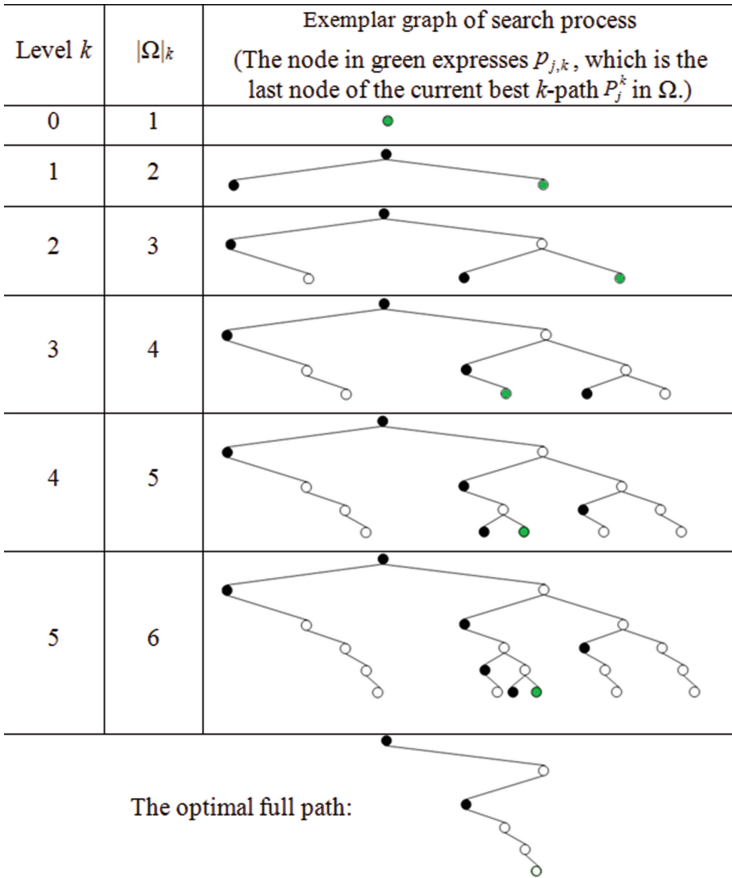 Level k
|Ω|k
Exemplar graph of search process
(The node in green expresses pj,k, which is the
last node of the current best k-path Pjk in Ω.)
0 1
1 2
2 3
3 4
4 5
5 6
The optimal full path: